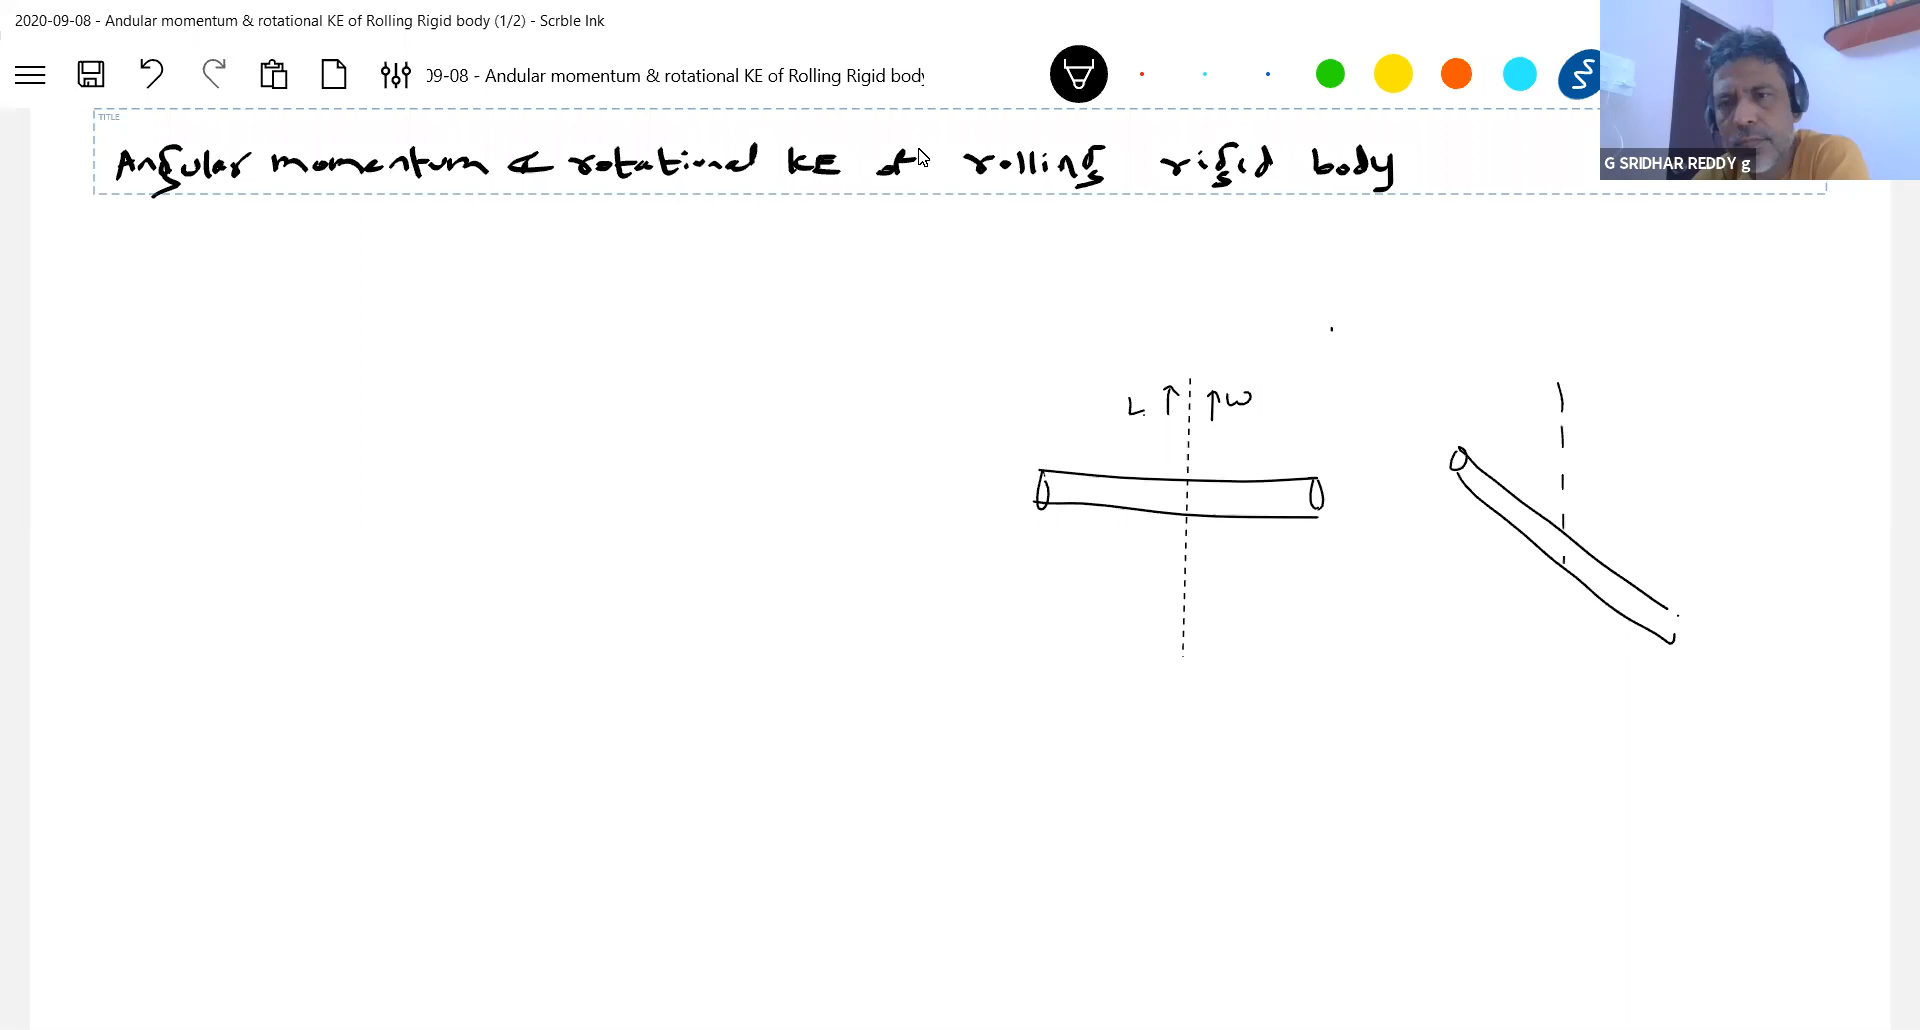 2020-09-08 - Andular momentum & rotational KE of Rolling Rigid body (1/2) - Scrble Ink
09-08 - Andular momentum & rotational KE of Rolling Rigid body
TITLE
Angular momentum & rotational KE of rolling rigid body
G SRIDHAR REDDY g
L ↑ ↑ω